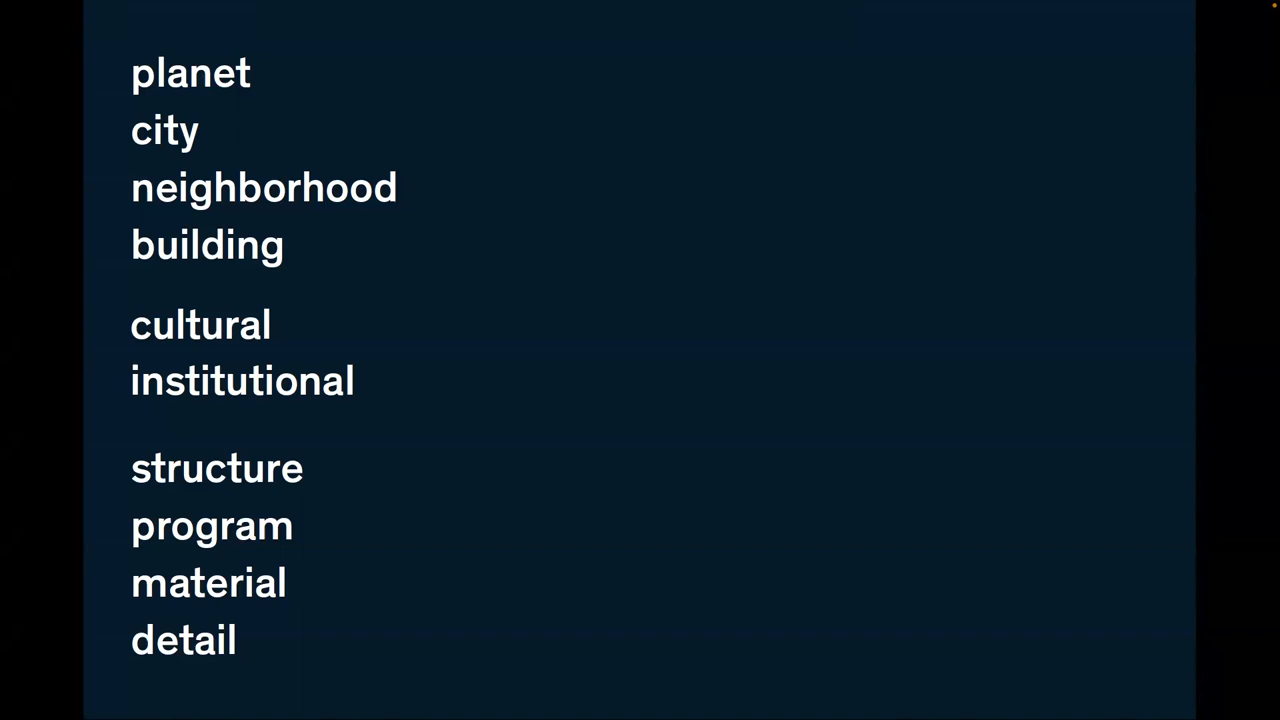 planet
city
neighborhood
building
cultural
institutional
structure
program
material
detail